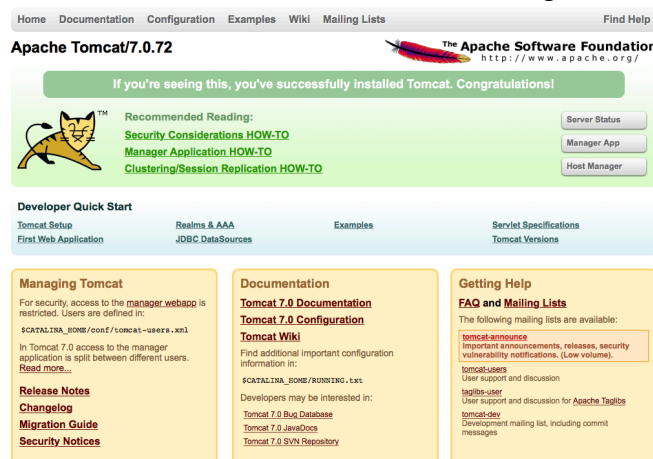 Home Documentation Configuration Examples Wiki Mailing Lists Find Help
Apache Tomcat/7.0.72
The Apache Software Foundation
http://www.apache.org/
If you're seeing this, you've successfully installed Tomcat. Congratulations!
TM
Recommended Reading:
Security Considerations HOW-TO
Manager Application HOW-TO
Clustering/Session Replication HOW-TO
Server Status
Manager App
Host Manager
Developer Quick Start
Tomcat Setup
First Web Application
Realms & AAA
JDBC DataSources
Examples
Servlet Specifications
Tomcat Versions
Managing Tomcat
For security, access to the manager webapp is
restricted. Users are defined in:
$CATALINA_HOME/conf/tomcat-users.xml
In Tomcat 7.0 access to the manager
application is split between different users.
Read more...
Release Notes
Changelog
Migration Guide
Security Notices
Documentation
Tomcat 7.0 Documentation
Tomcat 7.0 Configuration
Tomcat Wiki
Find additional important configuration
information in:
$CATALINA_HOME/RUNNING.txt
Developers may be interested in:
Tomcat 7.0 Bug Database
Tomcat 7.0 JavaDocs
Tomcat 7.0 SVN Repository
Getting Help
FAQ and Mailing Lists
The following mailing lists are available:
tomcat-announce
Important announcements, releases, security
vulnerability notifications. (Low volume).
tomcat-users
User support and discussion
taglibs-user
User support and discussion for Apache Taglibs
tomcat-dev
Development mailing list, including commit
messages